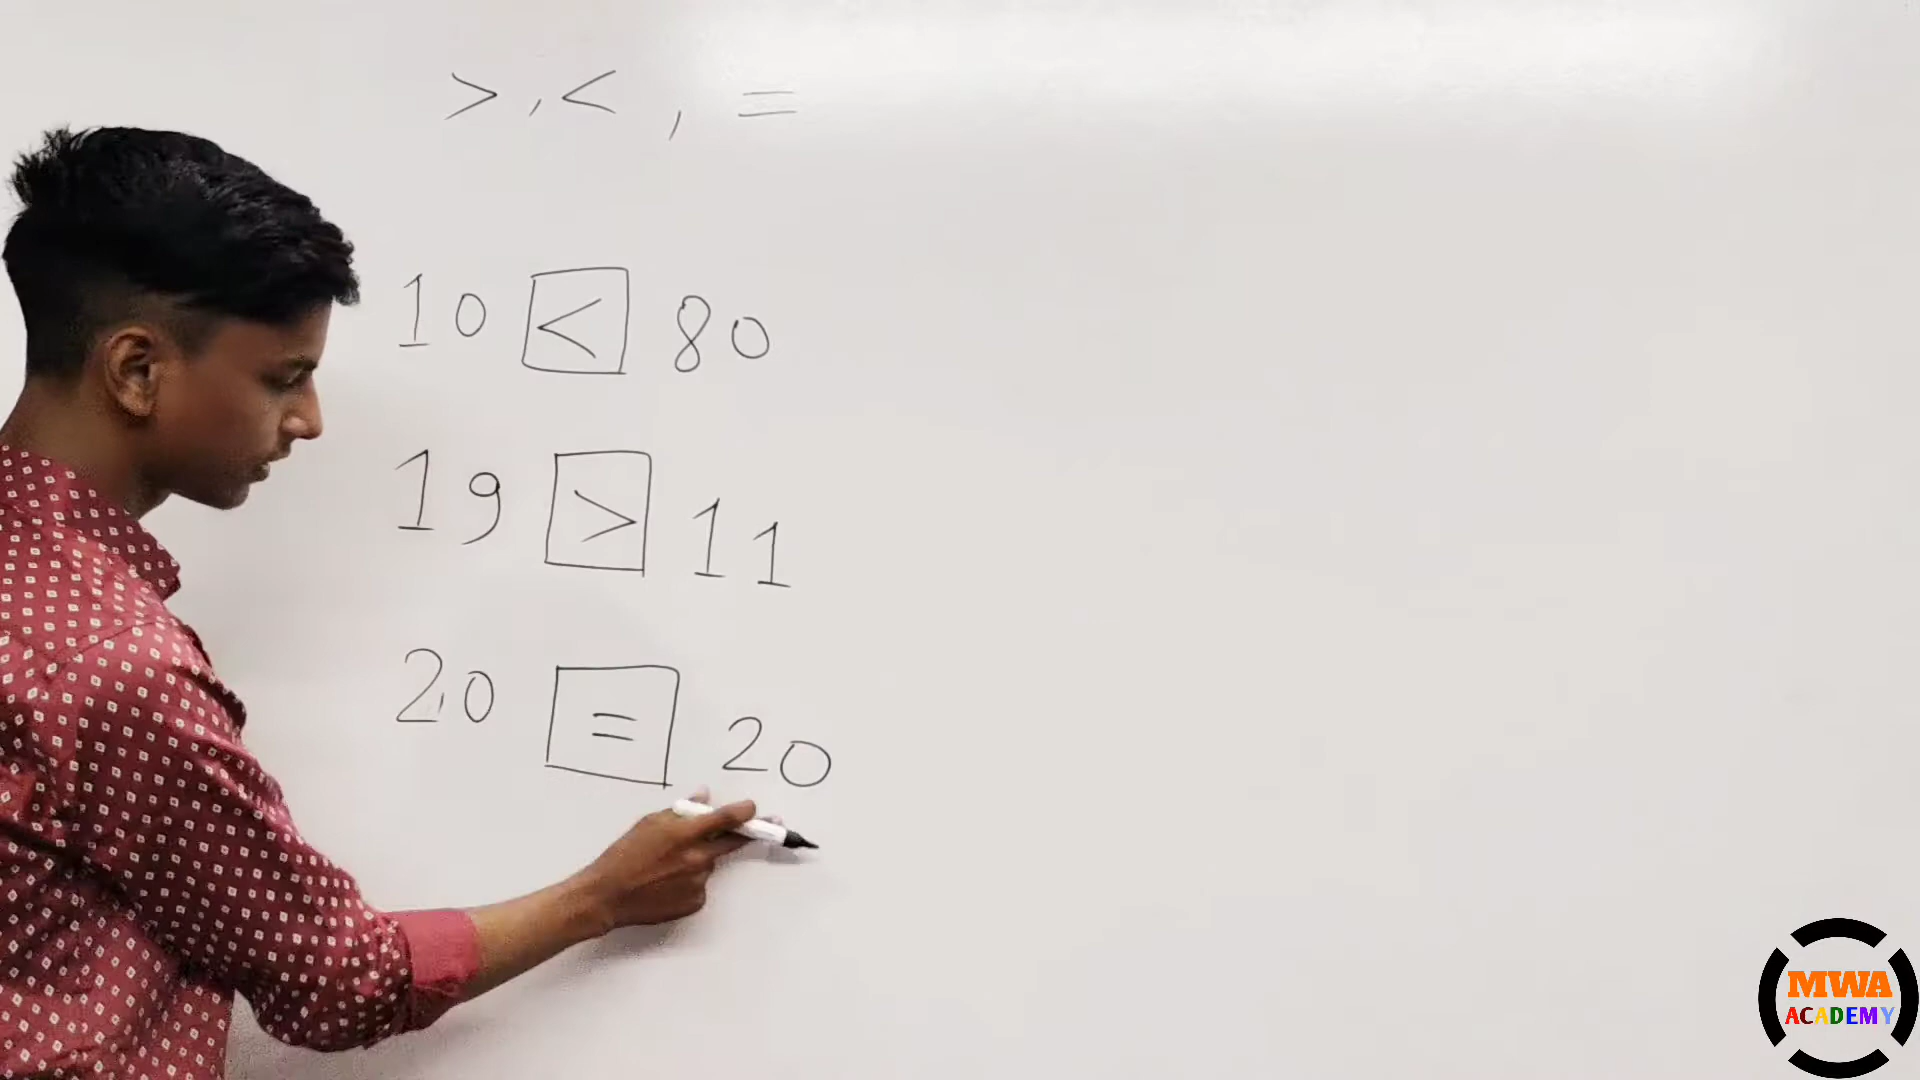 >, <, =
10 < 80
19 > 11
20 = 20
MWA
ACADEMY